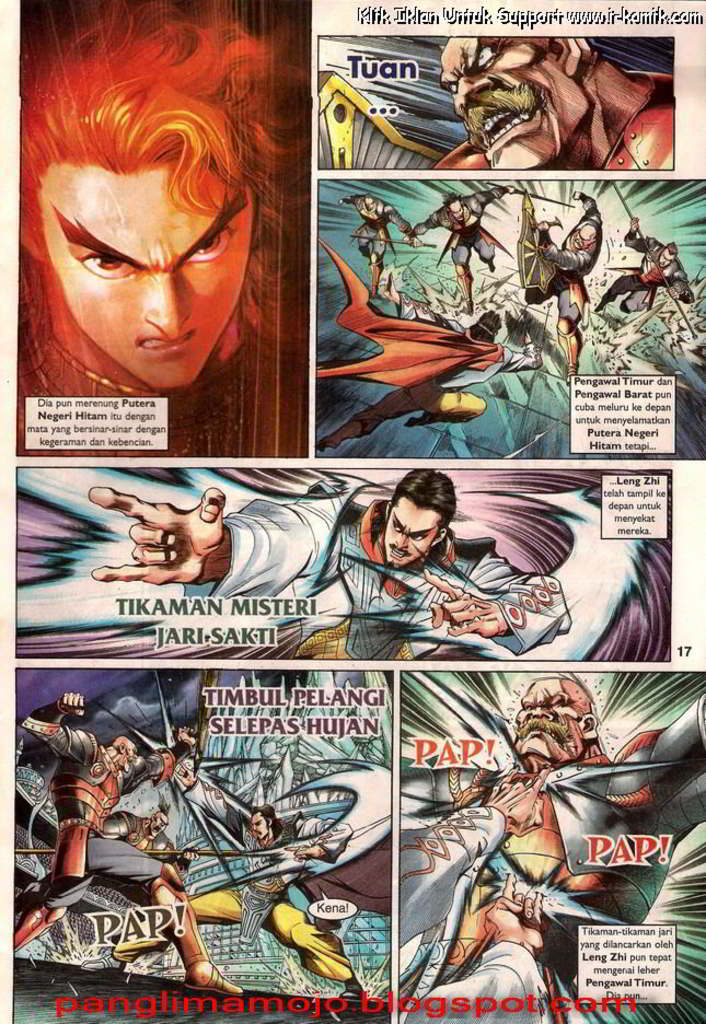 Klik Iklan Untuk Support www.ir-komik.com
Tuan
...
Dia pun merenung Putera
Negeri Hitam itu dengan
mata yang bersinar-sinar dengan
kegeraman dan kebencian.
Pengawal Timur dan
Pengawal Barat pun
cuba meluru ke depan
untuk menyelamatkan
Putera Negeri
Hitam tetapi...
...Leng Zhi
telah tampil ke
depan untuk
menyekat
mereka.
TIKAMAN MISTERI
JARI SAKTI
17
TIMBUL PELANGI
SELEPAS HUJAN
PAP!
Kena!
PAP!
PAP!
Tikaman-tikaman jari
yang dilancarkan oleh
Leng Zhi pun tepat
mengenai leher
Pengawal Timur.
Dia pun...
panglimamojo.blogspot.com